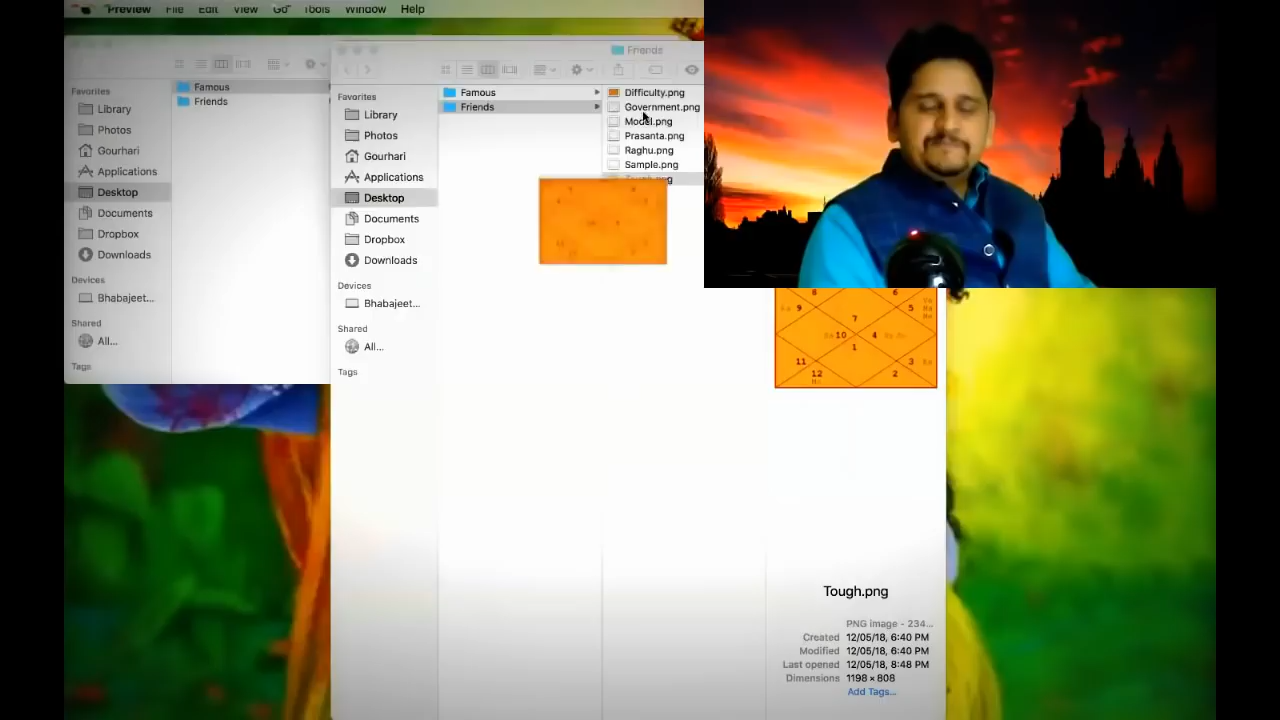 Preview File Edit View Go Tools Window Help
Favorites
Library
Photos
Gourhari
Applications
Desktop
Documents
Dropbox
Downloads
Devices
Bhabajeet...
Shared
All...
Tags
Famous
Friends
Friends
Favorites
Library
Photos
Gourhari
Applications
Desktop
Documents
Dropbox
Downloads
Devices
Bhabajeet...
Shared
All...
Tags
Famous
Friends
Difficulty.png
Government.png
Model.png
Prasanta.png
Raghu.png
Sample.png
8 6
9 5
7
10 4
1
11 3
12 2
Tough.png
PNG image - 234...
Created 12/05/18, 6:40 PM
Modified 12/05/18, 6:40 PM
Last opened 12/05/18, 8:48 PM
Dimensions 1198 × 808
Add Tags...